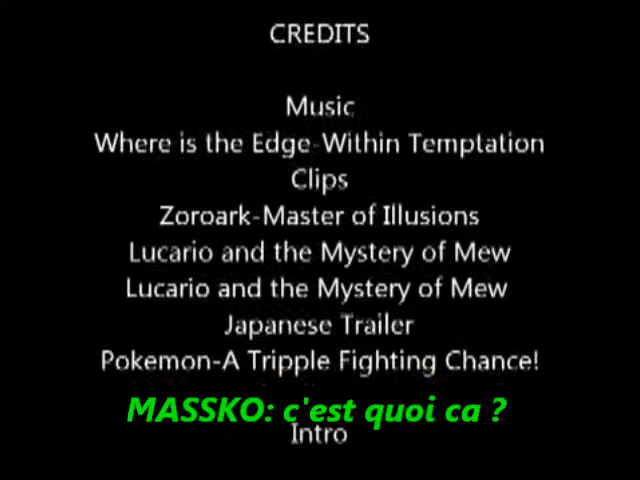 CREDITS
Music
Where is the Edge-Within Temptation
Clips
Zoroark-Master of Illusions
Lucario and the Mystery of Mew
Lucario and the Mystery of Mew
Japanese Trailer
Pokemon-A Tripple Fighting Chance!
MASSKO: c'est quoi ca ?
Intro